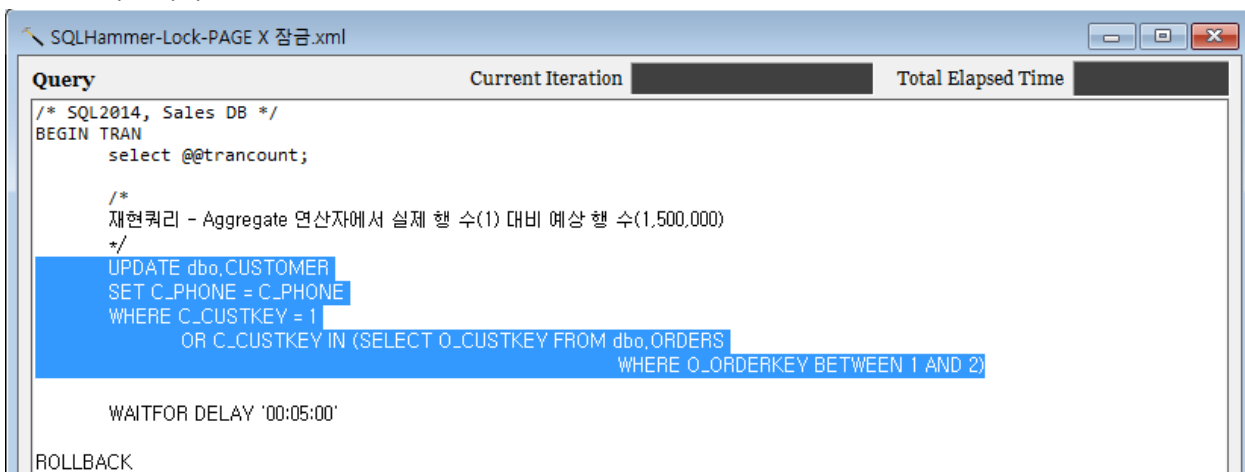 SQLHammer-Lock-PAGE X 잠금.xml
Query Current Iteration Total Elapsed Time
/* SQL2014, Sales DB */
BEGIN TRAN
select @@trancount;
/*
재현쿼리 - Aggregate 연산자에서 실제 행 수(1) 대비 예상 행 수(1,500,000)
*/
UPDATE dbo.CUSTOMER
SET C_PHONE = C_PHONE
WHERE C_CUSTKEY = 1
OR C_CUSTKEY IN (SELECT O_CUSTKEY FROM dbo.ORDERS
WHERE O_ORDERKEY BETWEEN 1 AND 2)
WAITFOR DELAY '00:05:00'
ROLLBACK